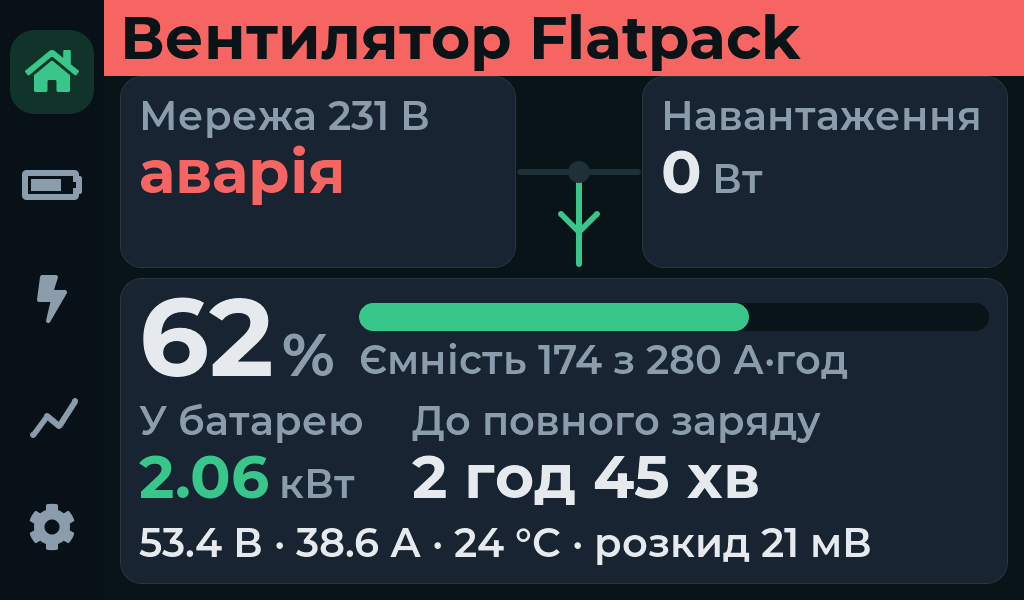 Вентилятор Flatpack
Мережа 231 В
аварія
Навантаження
0 Вт
62 %
Ємність 174 з 280 А·год
У батарею
2.06 кВт
До повного заряду
2 год 45 хв
53.4 В · 38.6 А · 24 °C · розкид 21 мВ